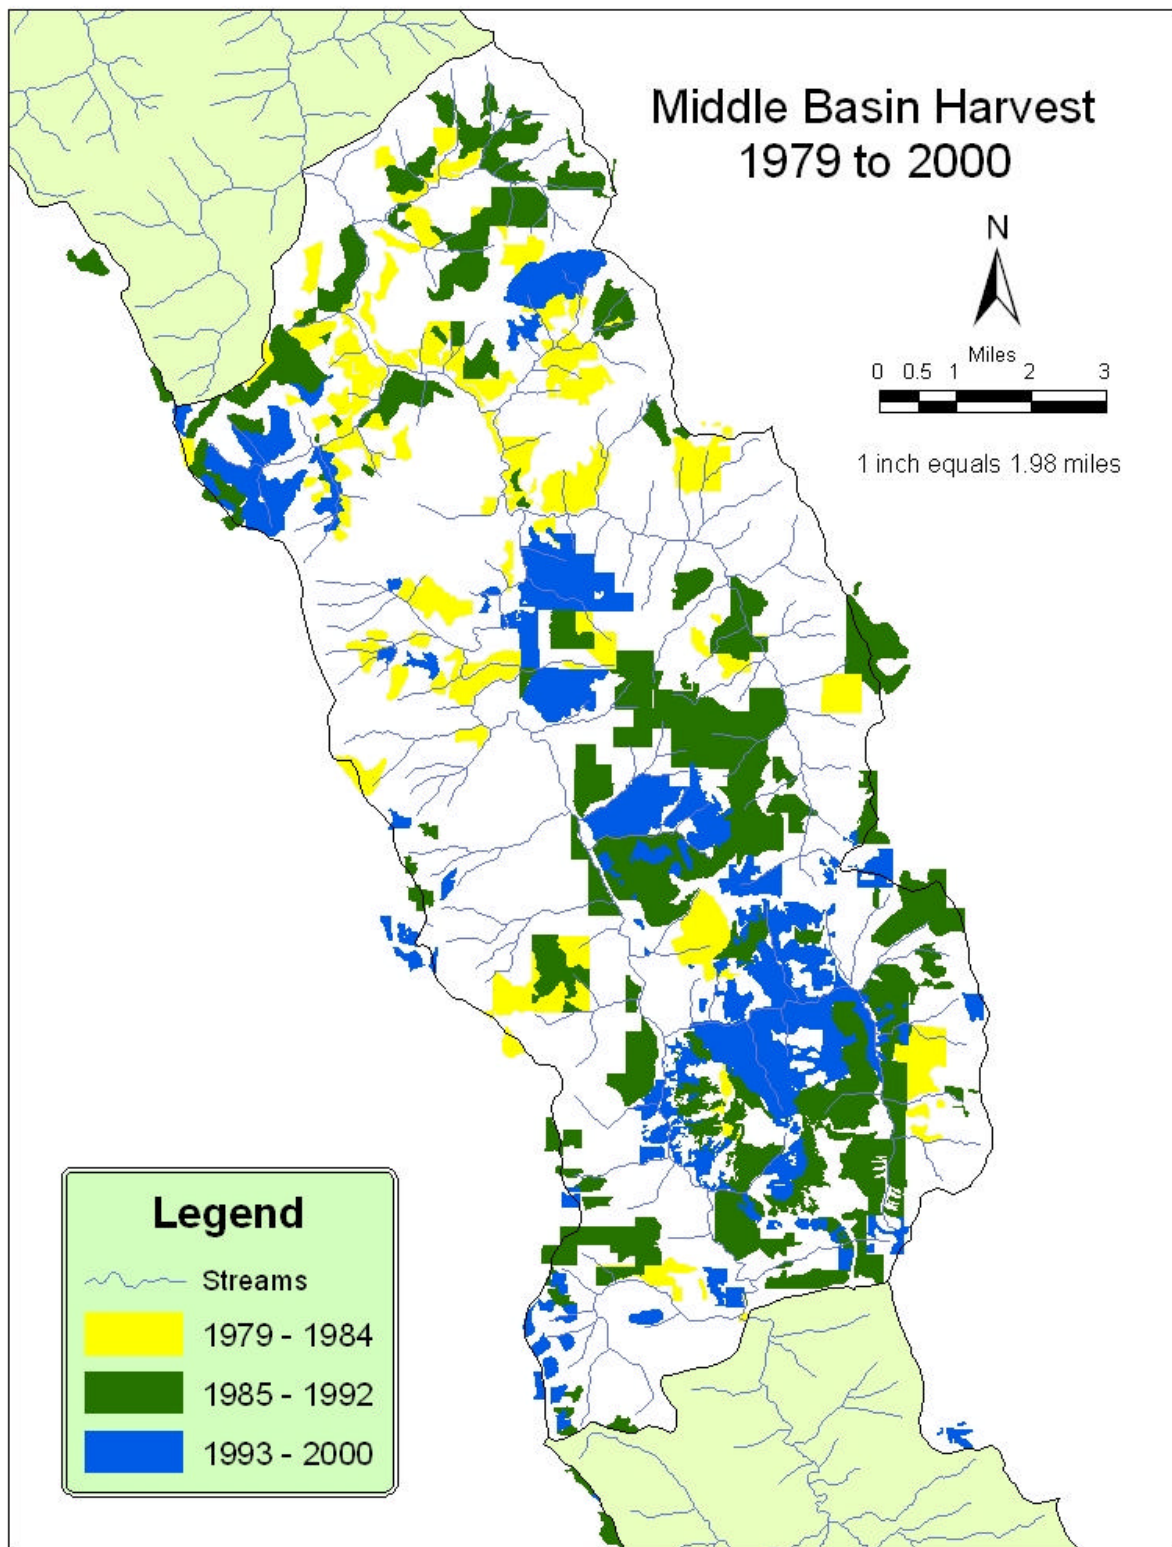 Middle Basin Harvest
1979 to 2000
N
Miles
0 0.5 1 2 3
1 inch equals 1.98 miles
Legend
Streams
1979 - 1984
1985 - 1992
1993 - 2000